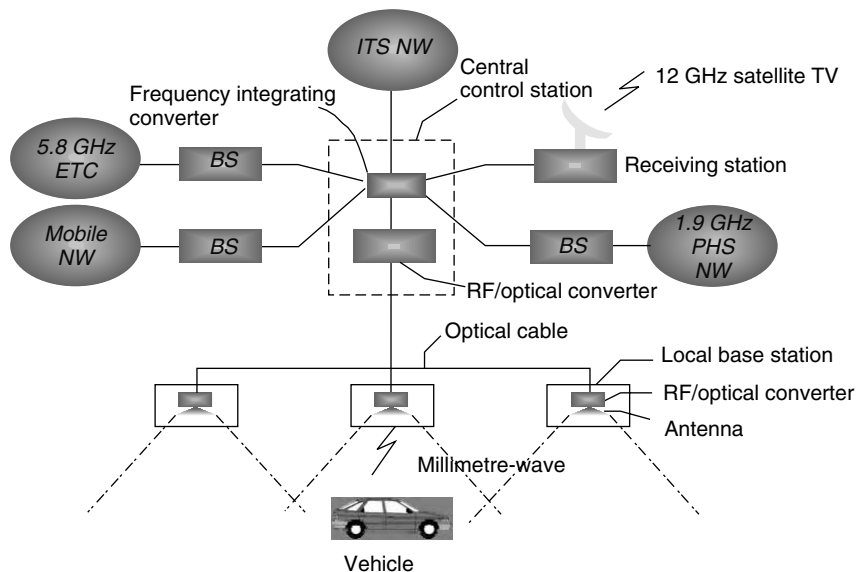 ITS NW
Central
control station
12 GHz satellite TV
Frequency integrating
converter
5.8 GHz
ETC
BS
Receiving station
Mobile
NW
BS
BS
1.9 GHz
PHS
NW
RF/optical converter
Optical cable
Local base station
RF/optical converter
Antenna
Millimetre-wave
Vehicle